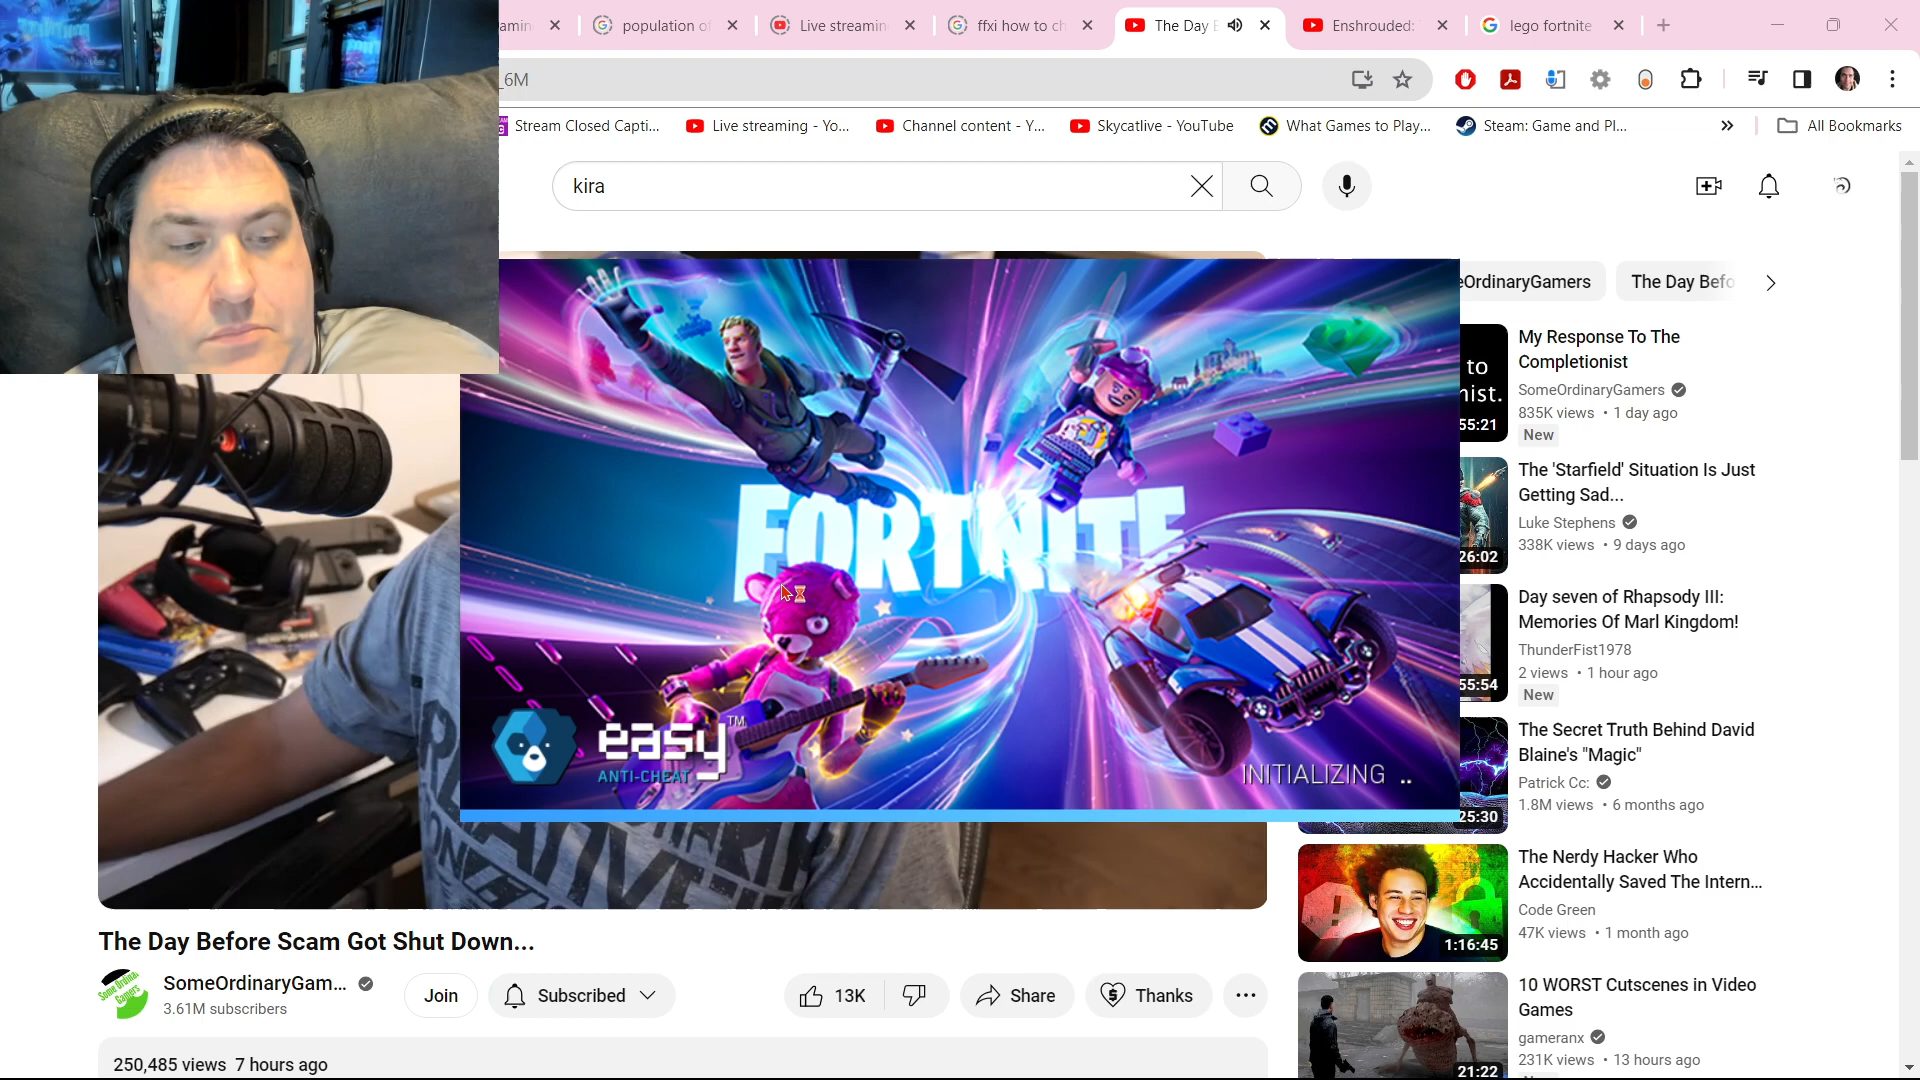 population o
Live streamin
ffxi how to ch
The Day
Enshrouded:
lego fortnite
_6M
Stream Closed Capti...
Live streaming - Yo...
Channel content - Y...
Skycatlive - YouTube
What Games to Play...
Steam: Game and Pl...
All Bookmarks
kira
eOrdinaryGamers
The Day Befo
FORTNITE
easy™
ANTI-CHEAT
INITIALIZING ..
to
nist.
55:21
My Response To The
Completionist
SomeOrdinaryGamers
835K views • 1 day ago
New
26:02
The 'Starfield' Situation Is Just
Getting Sad...
Luke Stephens
338K views • 9 days ago
55:54
Day seven of Rhapsody III:
Memories Of Marl Kingdom!
ThunderFist1978
2 views • 1 hour ago
New
25:30
The Secret Truth Behind David
Blaine's "Magic"
Patrick Cc:
1.8M views • 6 months ago
1:16:45
The Nerdy Hacker Who
Accidentally Saved The Intern...
Code Green
47K views • 1 month ago
21:22
10 WORST Cutscenes in Video
Games
gameranx
231K views • 13 hours ago
The Day Before Scam Got Shut Down...
Some Ordinary Gamers
SomeOrdinaryGam...
3.61M subscribers
Join
Subscribed
13K
Share
Thanks
250,485 views 7 hours ago